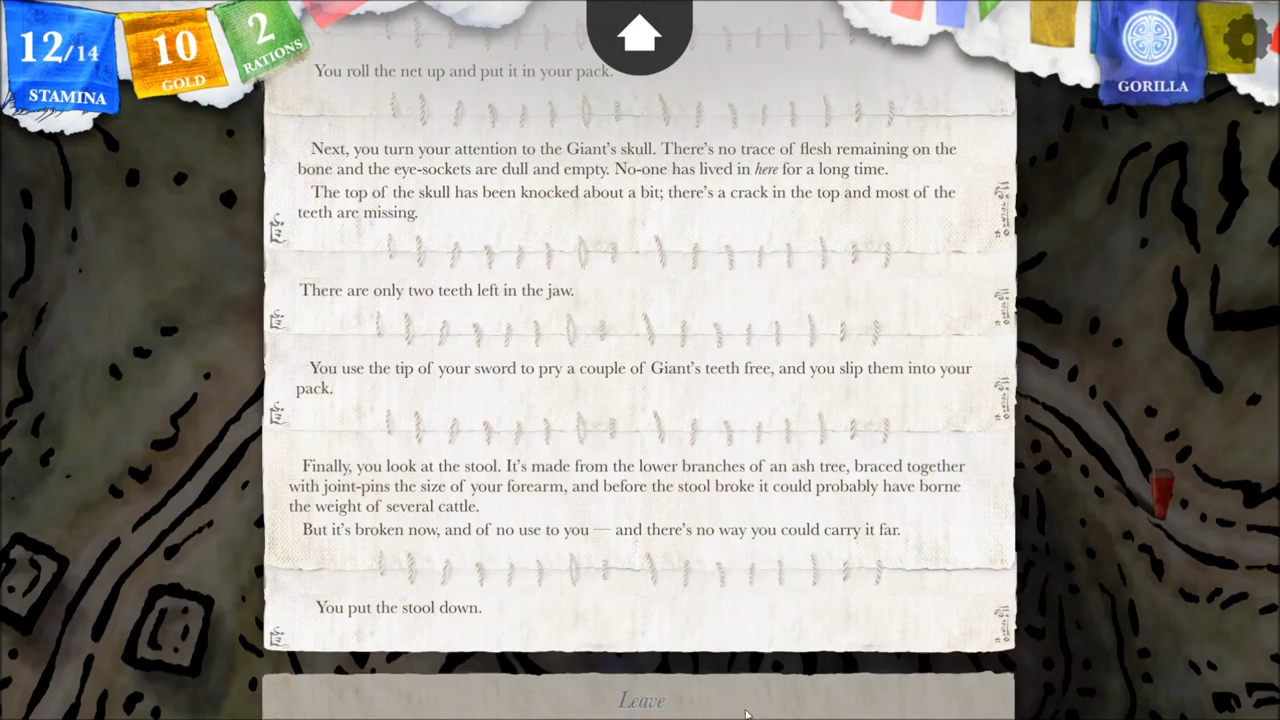 12/14
STAMINA
10
GOLD
2
RATIONS
GORILLA
You roll the net up and put it in your pack.
Next, you turn your attention to the Giant's skull. There's no trace of flesh remaining on the
bone and the eye-sockets are dull and empty. No-one has lived in here for a long time.
The top of the skull has been knocked about a bit; there's a crack in the top and most of the
teeth are missing.
There are only two teeth left in the jaw.
You use the tip of your sword to pry a couple of Giant's teeth free, and you slip them into your
pack.
Finally, you look at the stool. It's made from the lower branches of an ash tree, braced together
with joint-pins the size of your forearm, and before the stool broke it could probably have borne
the weight of several cattle.
But it's broken now, and of no use to you — and there's no way you could carry it far.
You put the stool down.
Leave